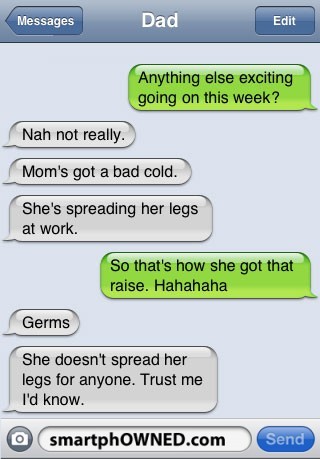 Messages Dad Edit
Anything else exciting
going on this week?
Nah not really.
Mom's got a bad cold.
She's spreading her legs
at work.
So that's how she got that
raise. Hahahaha
Germs
She doesn't spread her
legs for anyone. Trust me
I'd know.
smartphOWNED.com Send